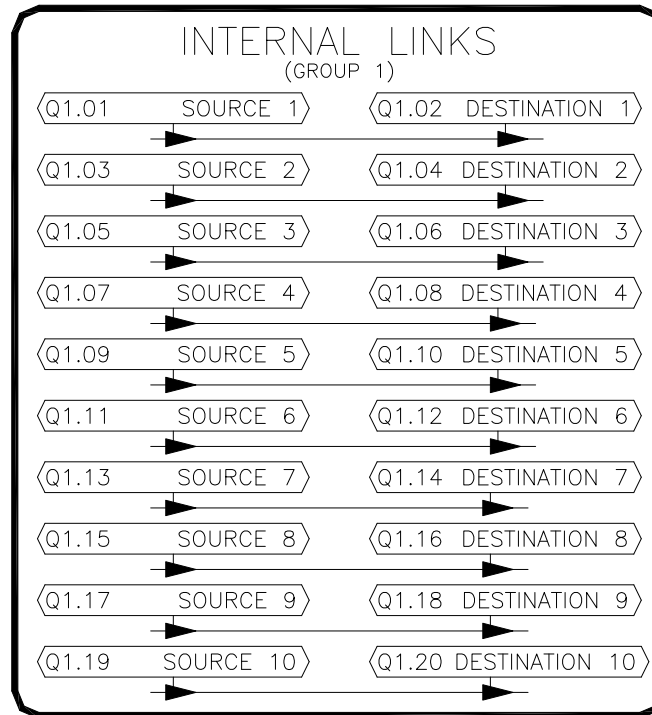 INTERNAL LINKS
(GROUP 1)
Q1.01 SOURCE 1 Q1.02 DESTINATION 1
Q1.03 SOURCE 2 Q1.04 DESTINATION 2
Q1.05 SOURCE 3 Q1.06 DESTINATION 3
Q1.07 SOURCE 4 Q1.08 DESTINATION 4
Q1.09 SOURCE 5 Q1.10 DESTINATION 5
Q1.11 SOURCE 6 Q1.12 DESTINATION 6
Q1.13 SOURCE 7 Q1.14 DESTINATION 7
Q1.15 SOURCE 8 Q1.16 DESTINATION 8
Q1.17 SOURCE 9 Q1.18 DESTINATION 9
Q1.19 SOURCE 10 Q1.20 DESTINATION 10